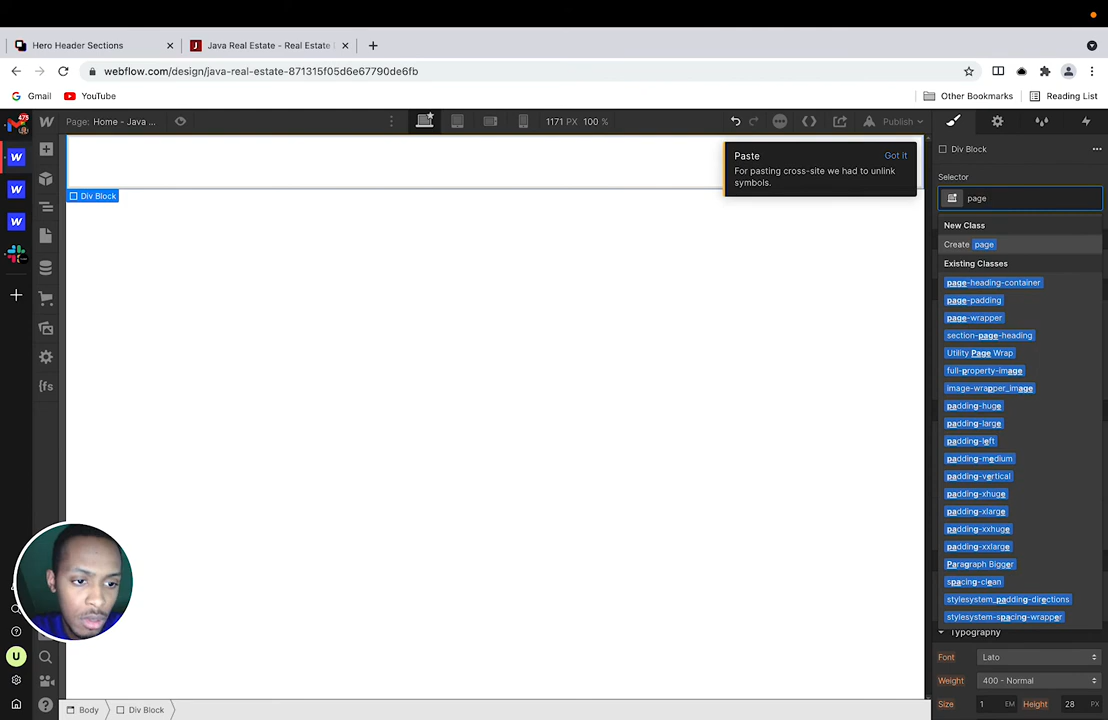 Hero Header Sections
Java Real Estate - Real Estate
webflow.com/design/java-real-estate-871315f05d6e67790de6fb
Gmail
YouTube
Other Bookmarks
Reading List
475
Page: Home - Java ...
1171 PX 100 %
Publish
Div Block
Paste
Got it
For pasting cross-site we had to unlink
symbols.
Div Block
Selector
page
New Class
Create page
Existing Classes
page-heading-container
page-padding
page-wrapper
section-page-heading
Utility Page Wrap
full-property-image
image-wrapper_image
padding-huge
padding-large
padding-left
padding-medium
padding-vertical
padding-xhuge
padding-xlarge
padding-xxhuge
padding-xxlarge
Paragraph Bigger
spacing-clean
stylesystem_padding-directions
stylesystem-spacing-wrapper
Typography
Font Lato
Weight 400 - Normal
Size 1 EM Height 28 PX
U
Body
Div Block